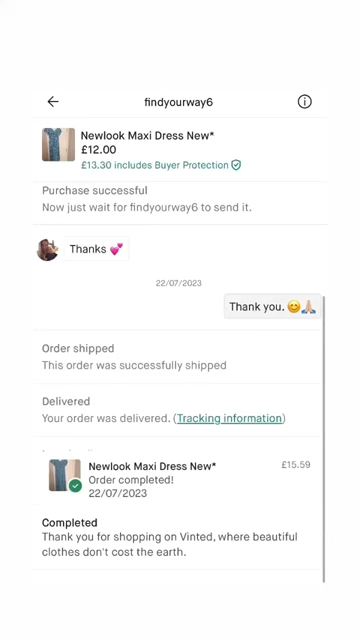 findyourway6
Newlook Maxi Dress New*
£12.00
£13.30 includes Buyer Protection
Purchase successful
Now just wait for findyourway6 to send it.
Thanks 💕
22/07/2023
Thank you. 😊🙏🏼
Order shipped
This order was successfully shipped
Delivered
Your order was delivered. (Tracking information)
Newlook Maxi Dress New*
£15.59
Order completed!
22/07/2023
Completed
Thank you for shopping on Vinted, where beautiful
clothes don't cost the earth.